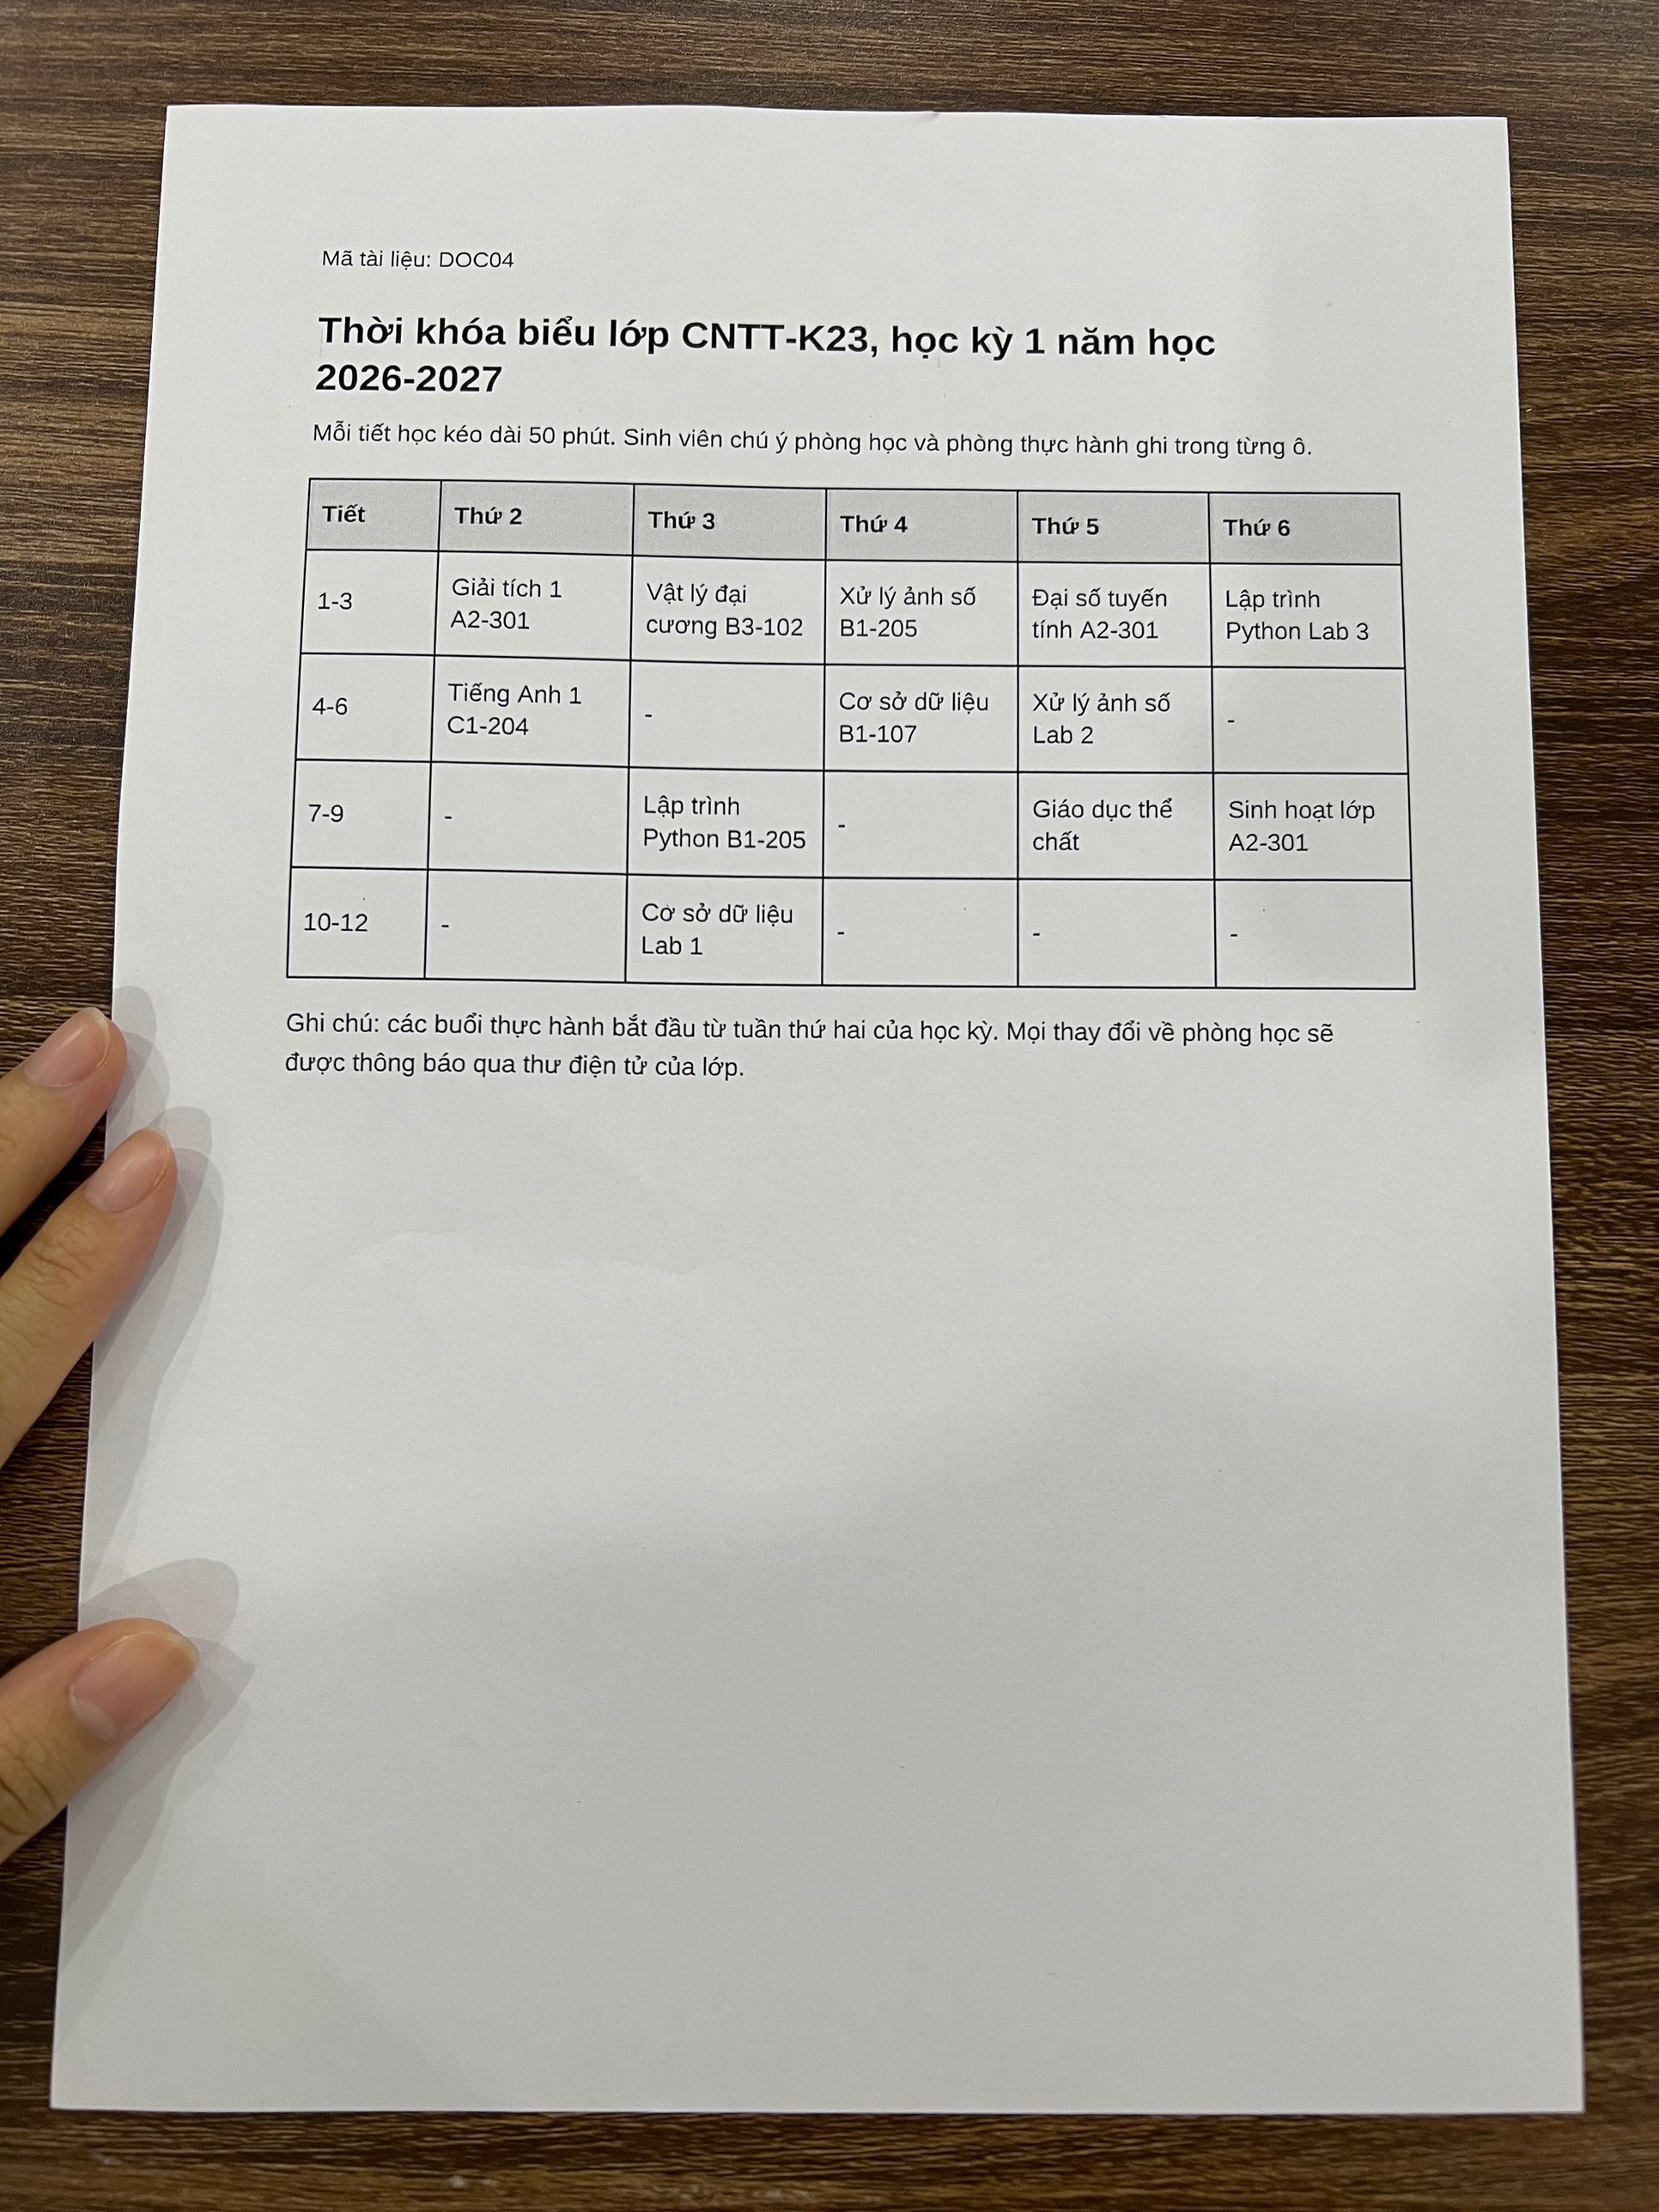 Mã tài liệu: DOC04
Thời khóa biểu lớp CNTT-K23, học kỳ 1 năm học
2026-2027
Mỗi tiết học kéo dài 50 phút. Sinh viên chú ý phòng học và phòng thực hành ghi trong từng ô.
Tiết Thứ 2 Thứ 3 Thứ 4 Thứ 5 Thứ 6
1-3 Giải tích 1 A2-301 Vật lý đại cương B3-102 Xử lý ảnh số B1-205 Đại số tuyến tính A2-301 Lập trình Python Lab 3
4-6 Tiếng Anh 1 C1-204 - Cơ sở dữ liệu B1-107 Xử lý ảnh số Lab 2 -
7-9 - Lập trình Python B1-205 - Giáo dục thể chất Sinh hoạt lớp A2-301
10-12 - Cơ sở dữ liệu Lab 1 - - -
Ghi chú: các buổi thực hành bắt đầu từ tuần thứ hai của học kỳ. Mọi thay đổi về phòng học sẽ
được thông báo qua thư điện tử của lớp.